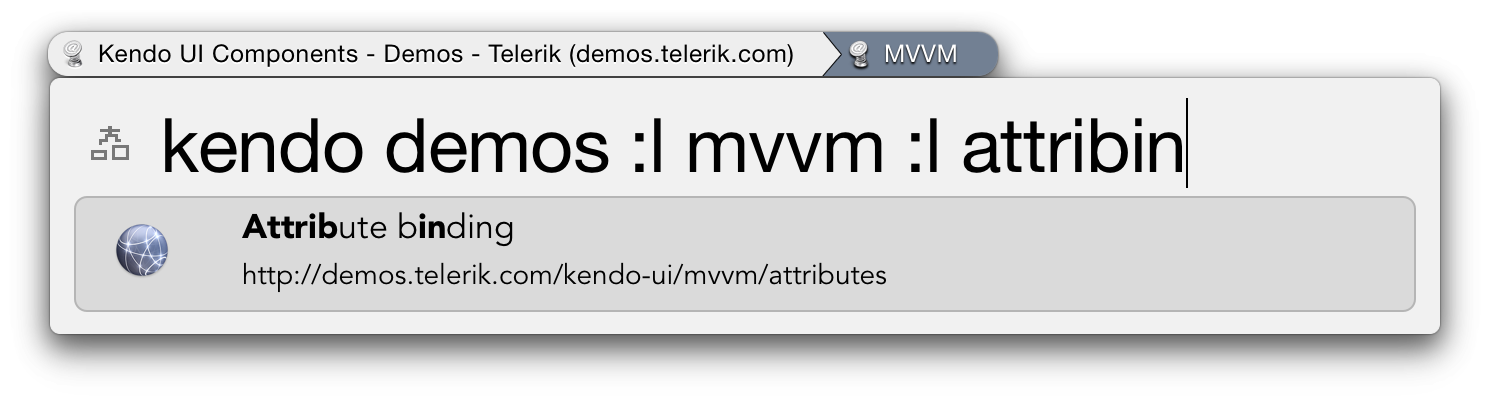 Kendo UI Components - Demos - Telerik (demos.telerik.com) MVVM
kendo demos :l mvvm :l attribin
Attribute binding
http://demos.telerik.com/kendo-ui/mvvm/attributes